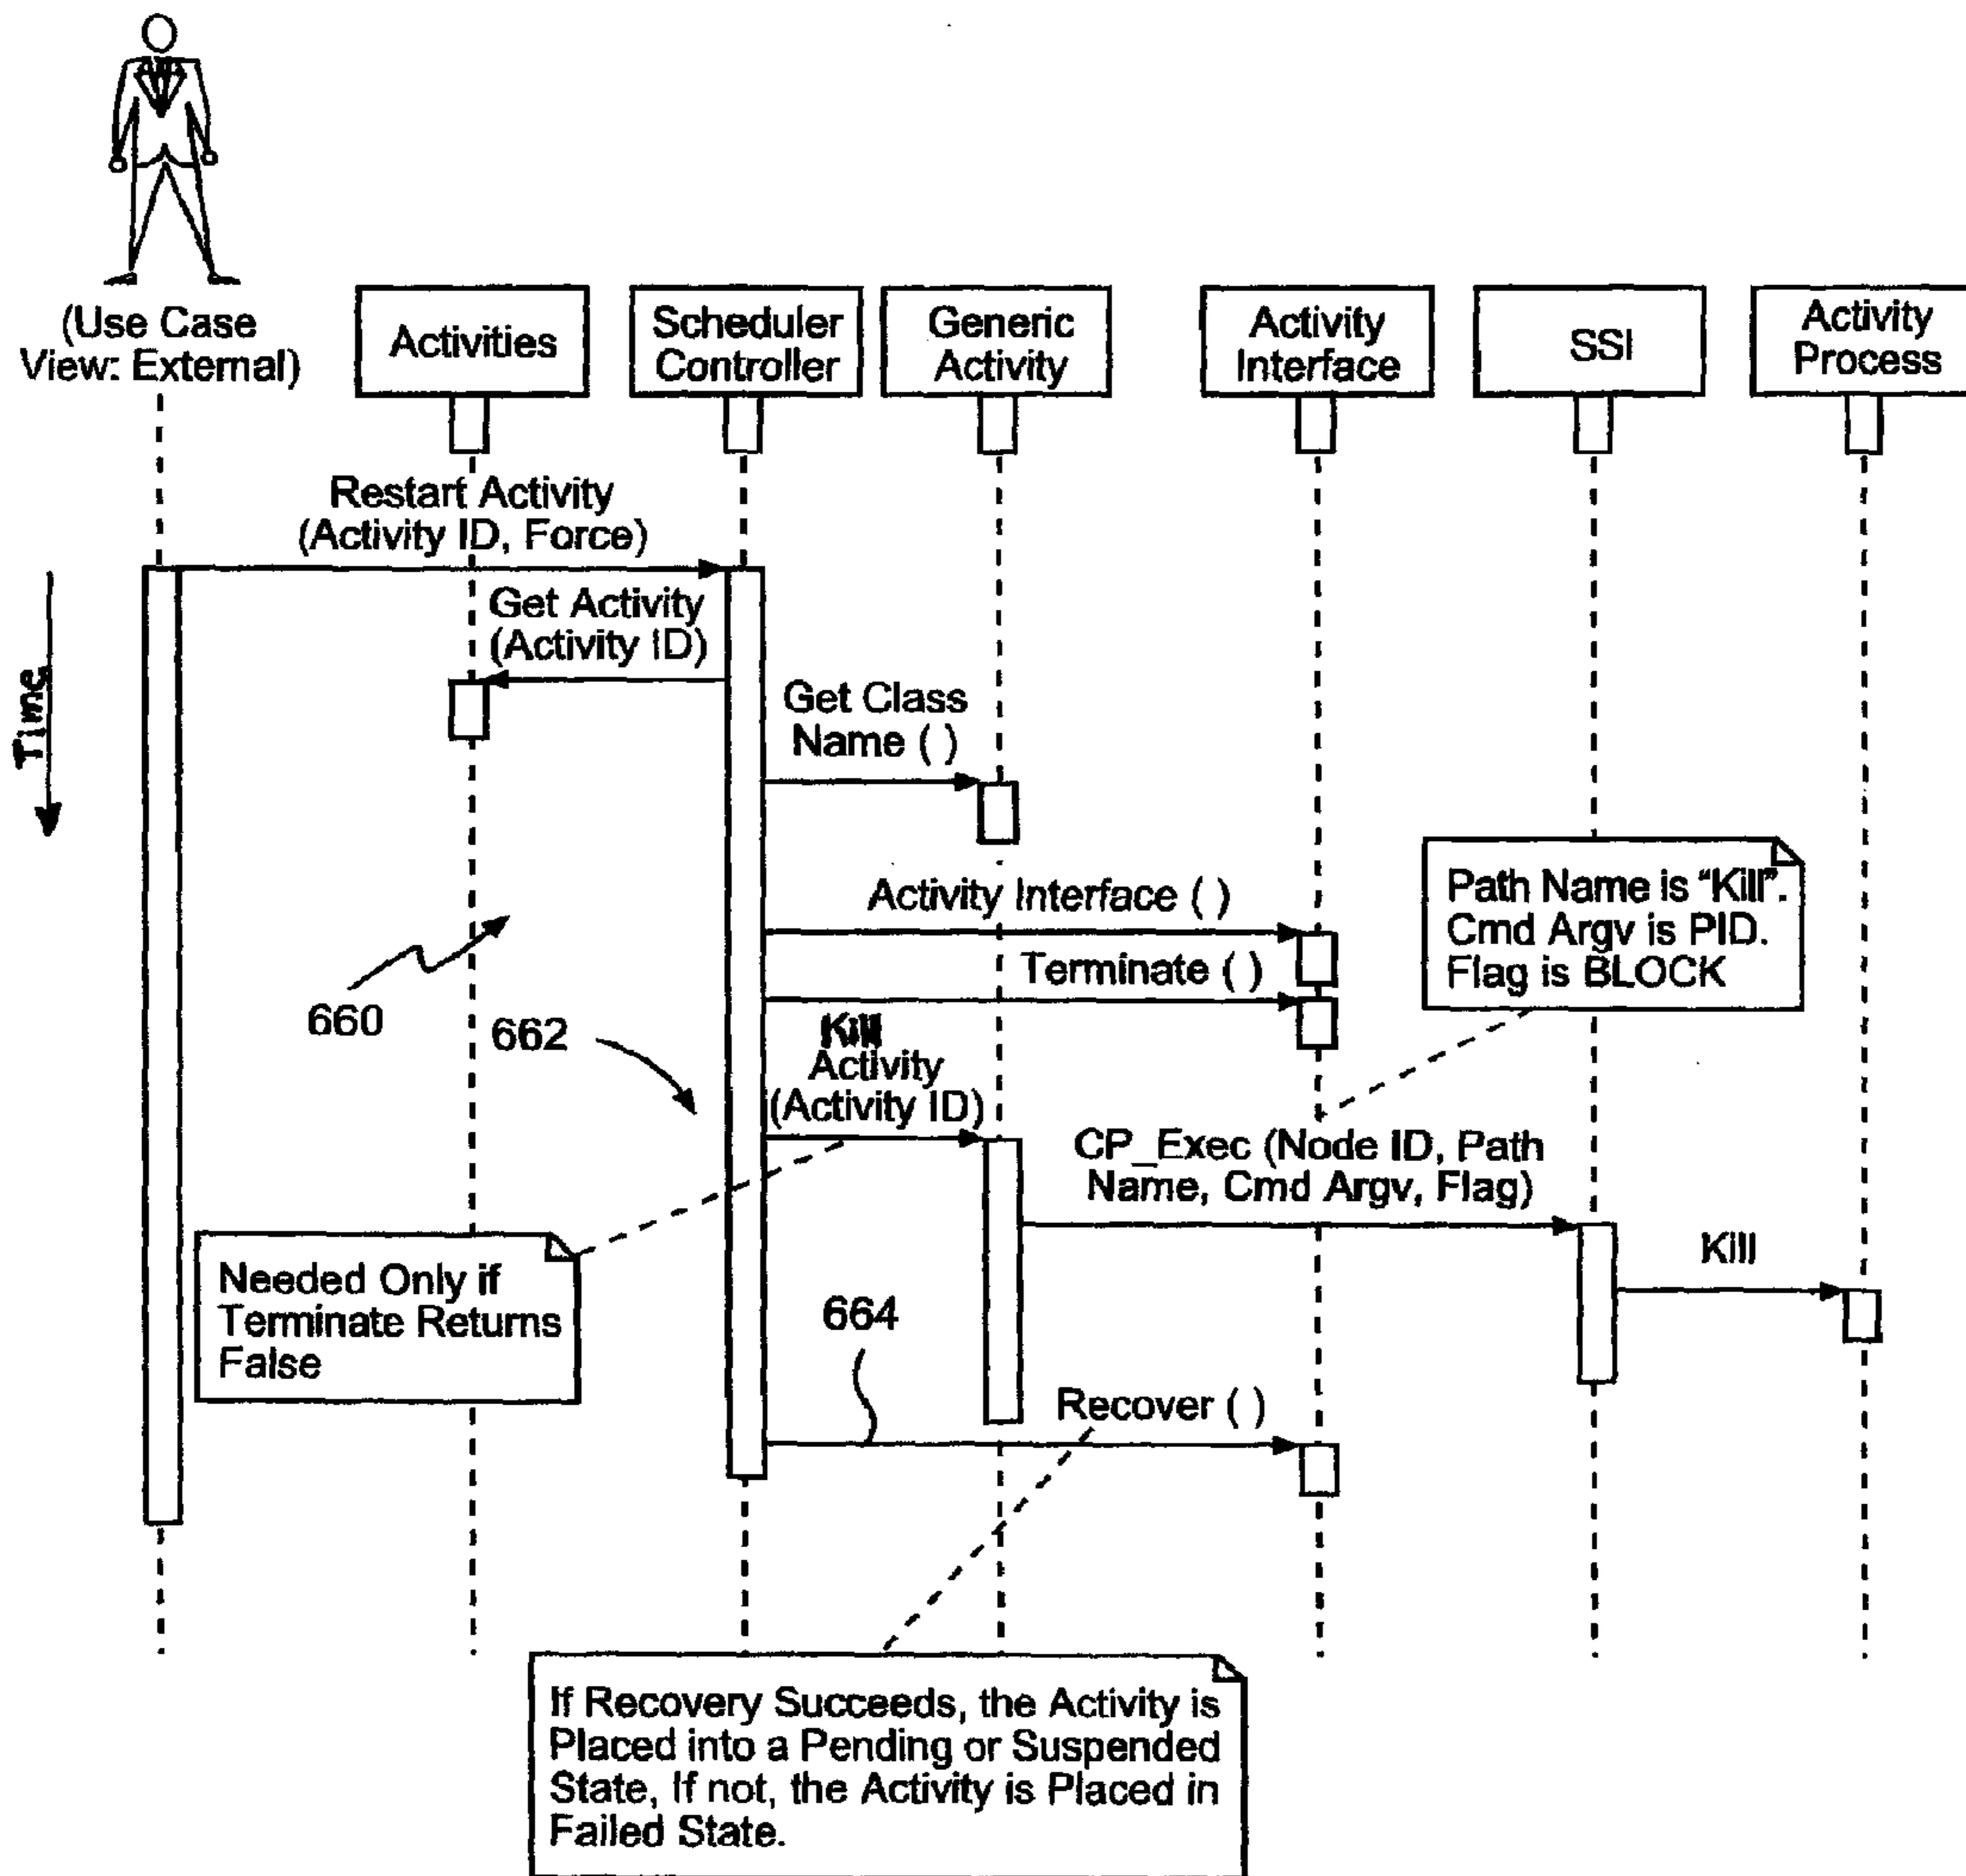 (Use Case
View: External)
Activities
Scheduler
Controller
Generic
Activity
Activity
Interface
SSI
Activity
Process
Restart Activity
(Activity ID, Force)
Time
Get Activity
(Activity ID)
Get Class
Name ( )
Activity Interface ( )
Path Name is “Kill”.
Cmd Argv is PID.
Flag is BLOCK
Terminate ( )
660
662
Kill
Activity
(Activity ID)
CP_Exec (Node ID, Path
Name, Cmd Argv, Flag)
Kill
Needed Only if
Terminate Returns
False
664
Recover ( )
If Recovery Succeeds, the Activity is
Placed into a Pending or Suspended
State, If not, the Activity is Placed in
Failed State.